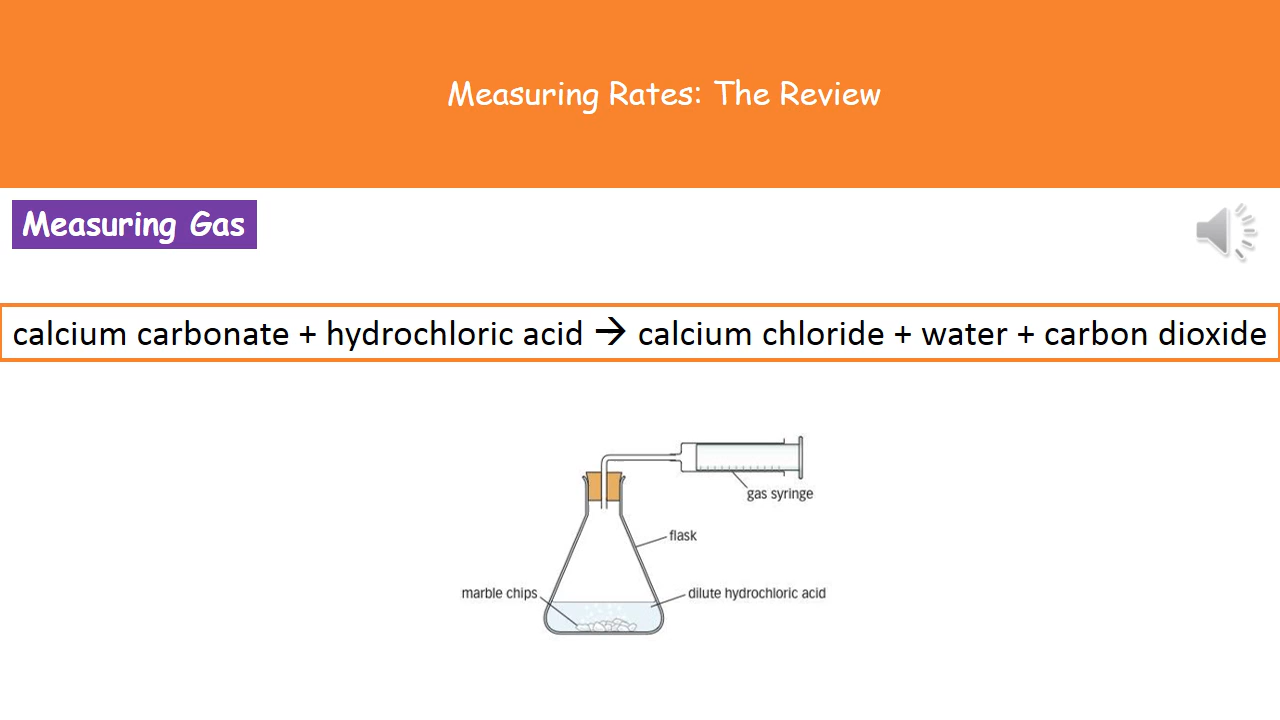 Measuring Rates: The Review
Measuring Gas
calcium carbonate + hydrochloric acid → calcium chloride + water + carbon dioxide
gas syringe
flask
marble chips
dilute hydrochloric acid